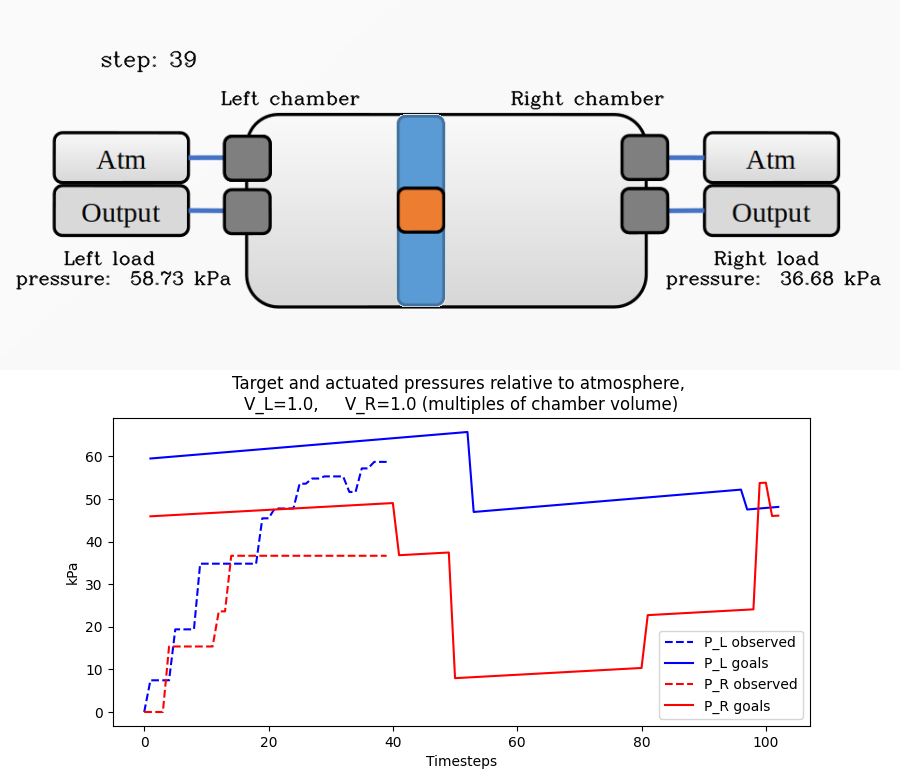 step: 39
Left chamber
Right chamber
Atm
Atm
Output
Output
Left load
pressure: 58.73 kPa
Right load
pressure: 36.68 kPa
Target and actuated pressures relative to atmosphere,
V_L=1.0, V_R=1.0 (multiples of chamber volume)
60
50
40
30
20
10
0
kPa
0 20 40 60 80 100
Timesteps
P_L observed
P_L goals
P_R observed
P_R goals